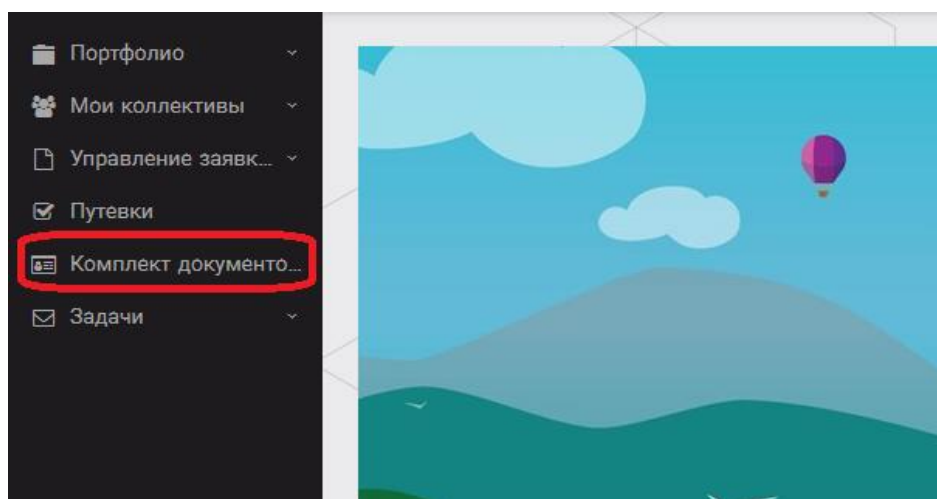 Портфолио
Мои коллективы
Управление заявк...
Путевки
Комплект документо...
Задачи